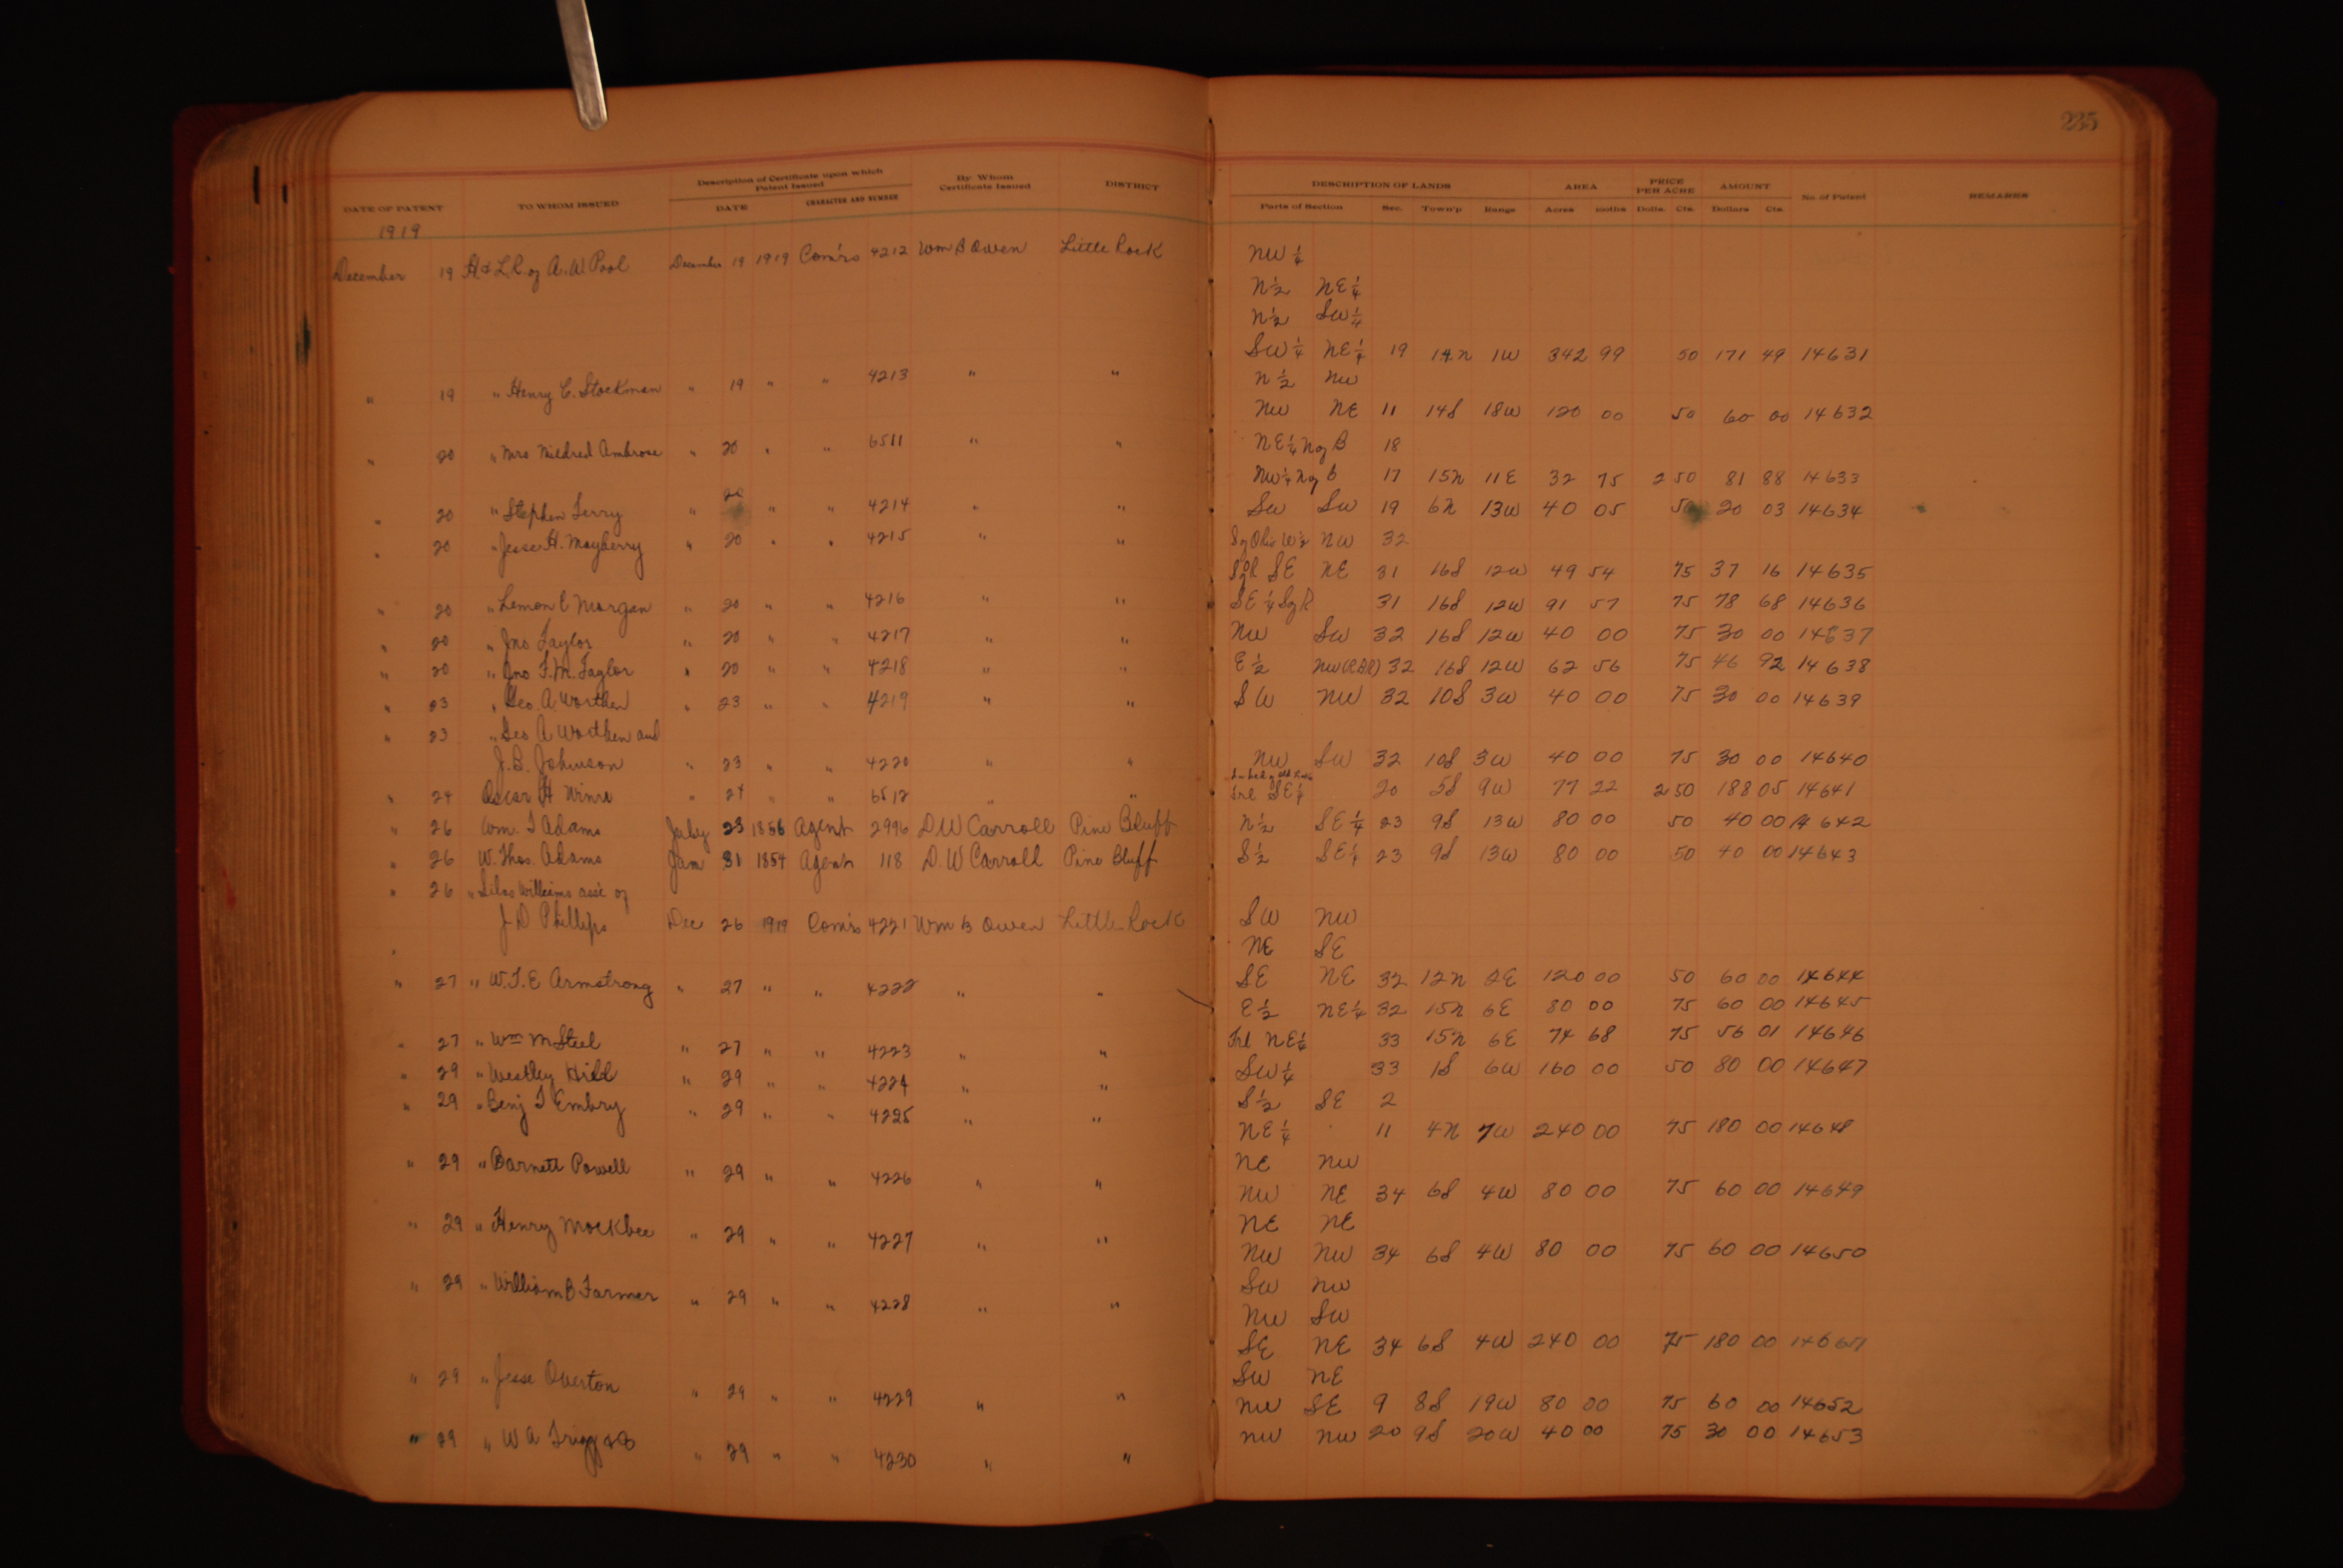 235
Description of Certificate upon which Patent Issued
By Whom Certificate Issued
DISTRICT
DESCRIPTION OF LANDS AREA PRICE PER ACRE AMOUNT No. of Patent REMARKS
DATE OF PATENT TO WHOM ISSUED DATE CHARACTER AND NUMBER
Parts of Section Sec. Town'p Range Acres 100ths Dolls. Cts. Dollars Cts.
1919
December 19 H & L.R. of A. W. Pool December 19 1919 Com'rs 4212 Wm B Owen Little Rock NW ¼
N ½ NE ¼
N ½ SW ¼
SW ¼ NE ¼ 19 14 N 1 W 342 99 50 171 49 14631
" 19 " Henry C. Stockman " 19 " " 4213 " " N ½ NW
NW NE 11 14S 18W 120 00 50 60 00 14632
" 20 " Mrs Mildred Ambrose " 20 " " 6511 " " NE ¼ N of B 18
NW ¼ N of B 17 15N 11E 32 75 2 50 81 88 14633
" 20 " Stephen Terry " 20 " " 4214 " " SW SW 19 6N 13W 40 05 50 20 03 14634
" 20 " Jesse H. Mayberry " 20 " " 4215 " " W ½ NW 32
SE NE 31 16S 12W 49 54 75 37 16 14635
" 20 " Lemon C Morgan " 20 " " 4216 " " SE ¼ S of R 31 16S 12W 91 57 75 78 68 14636
" 20 " Jno Taylor " 20 " " 4217 " " NW SW 32 16S 12W 40 00 75 30 00 14637
" 20 " Jno T. M. Taylor " 20 " " 4218 " " E ½ NW 32 16S 12W 62 56 75 46 92 14638
" 23 " Geo. A Worthen " 23 " " 4219 " " SW NW 32 10S 3W 40 00 75 30 00 14639
" 23 " Geo A Worthen and
J. B. Johnson " 23 " " 4220 " " NW SW 32 10S 3W 40 00 75 30 00 14640
" 24 Oscar H Winn " 24 " " 6512 " " Frl SE ¼ 20 5S 9W 77 22 2 50 188 05 14641
" 26 Wm. T Adams July 23 1856 Agent 2996 D W Carroll Pine Bluff N ½ SE ¼ 23 9S 13W 80 00 50 40 00 14642
" 26 W. Thos. Adams Jan 31 1854 Agent 118 D. W Carroll Pine Bluff S ½ SE ¼ 23 9S 13W 80 00 50 40 00 14643
" 26 " Silas Williams ass'e of
J D Phillips Dec 26 1919 Com'rs 4221 Wm B Owen Little Rock SW NW
NE SE
SE NE 32 12N 2E 120 00 50 60 00 14644
" 27 " W. T. E Armstrong " 27 " " 4222 " " E ½ NE ¼ 32 15N 6E 80 00 75 60 00 14645
" 27 " Wm M Steel " 27 " " 4223 " " Frl NE ¼ 33 15N 6E 74 68 75 56 01 14646
" 29 " Westley Hill " 29 " " 4224 " " SW ¼ 33 1S 6W 160 00 50 80 00 14647
" 29 " Benj T Embry " 29 " " 4225 " " S ½ SE 2
NE ¼ 11 4N 7W 240 00 75 180 00 14648
" 29 " Barnett Powell " 29 " " 4226 " " NE NW
NW NE 34 6S 4W 80 00 75 60 00 14649
" 29 " Henry Mockbee " 29 " " 4227 " " NE NE
NW NW 34 6S 4W 80 00 75 60 00 14650
" 29 " William B Farmer " 29 " " 4228 " " SW NW
NW SW
SE NE 34 6S 4W 240 00 75 180 00 14651
" 29 " Jesse Overton " 29 " " 4229 " " SW NE
NW SE 9 8S 19W 80 00 75 60 00 14652
" 29 " W A Triggs " 29 " " 4230 " " NW NW 20 9S 20W 40 00 75 30 00 14653